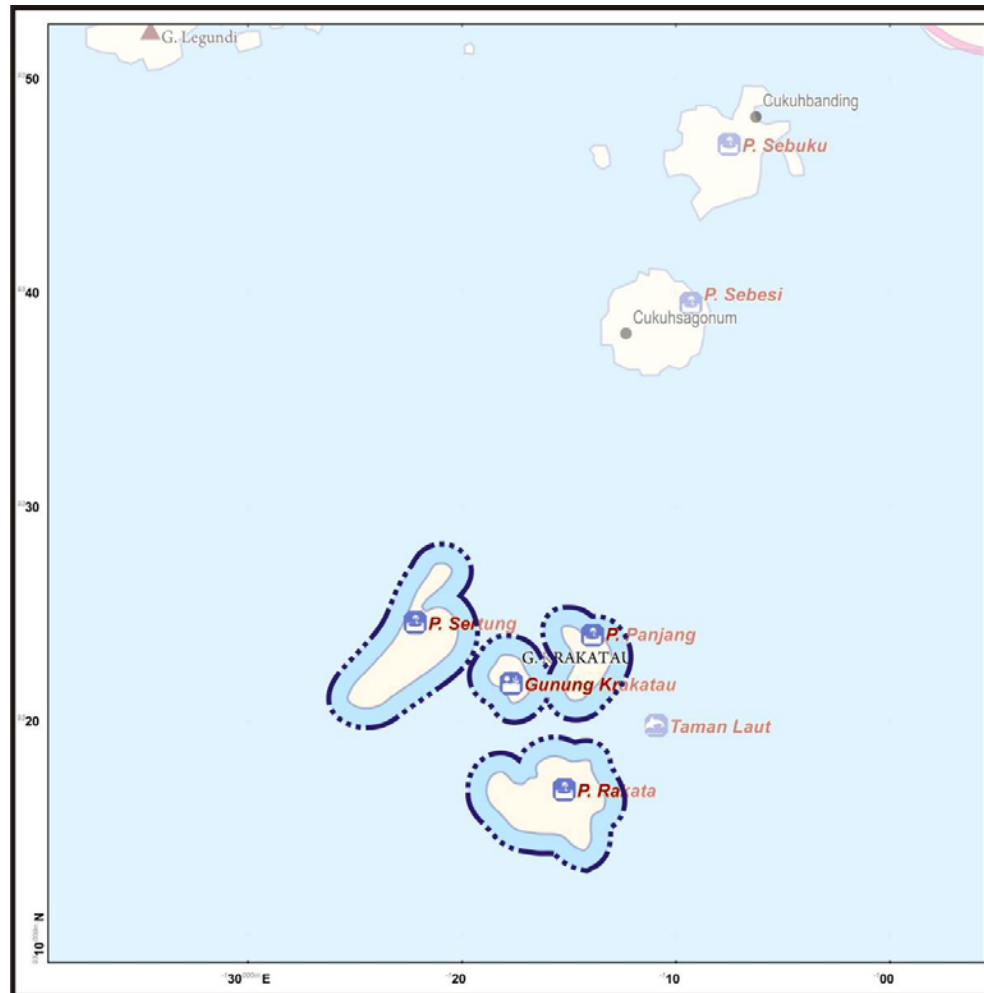 G. Legundi
50
Cukuhbanding
P. Sebuku
40
P. Sebesi
Cukuhsagonum
30
P. Sertung
P. Panjang
G. KRAKATAU
Gunung Krakatau
20
Taman Laut
P. Rakata
10 N
30 E
20
10
00